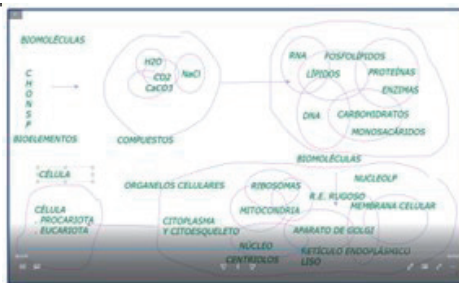 BIOMOLÉCULAS
C
H
O
N
S
P
BIOELEMENTOS
H2O
CO2
CaCO3
NaCl
COMPUESTOS
RNA
FOSFOLÍPIDOS
LÍPIDOS
PROTEÍNAS
ENZIMAS
DNA
CARBOHIDRATOS
MONOSACÁRIDOS
BIOMOLÉCULAS
CÉLULA
CÉLULA
. PROCARIOTA
. EUCARIOTA
ORGANELOS CELULARES
CITOPLASMA
Y CITOESQUELETO
RIBOSOMAS
MITOCONDRIA
NÚCLEO
CENTRIOLOS
NUCLEOLP
R.E. RUGOSO
MEMBRANA CELULAR
APARATO DE GOLGI
RETÍCULO ENDOPLÁSMICO
LISO